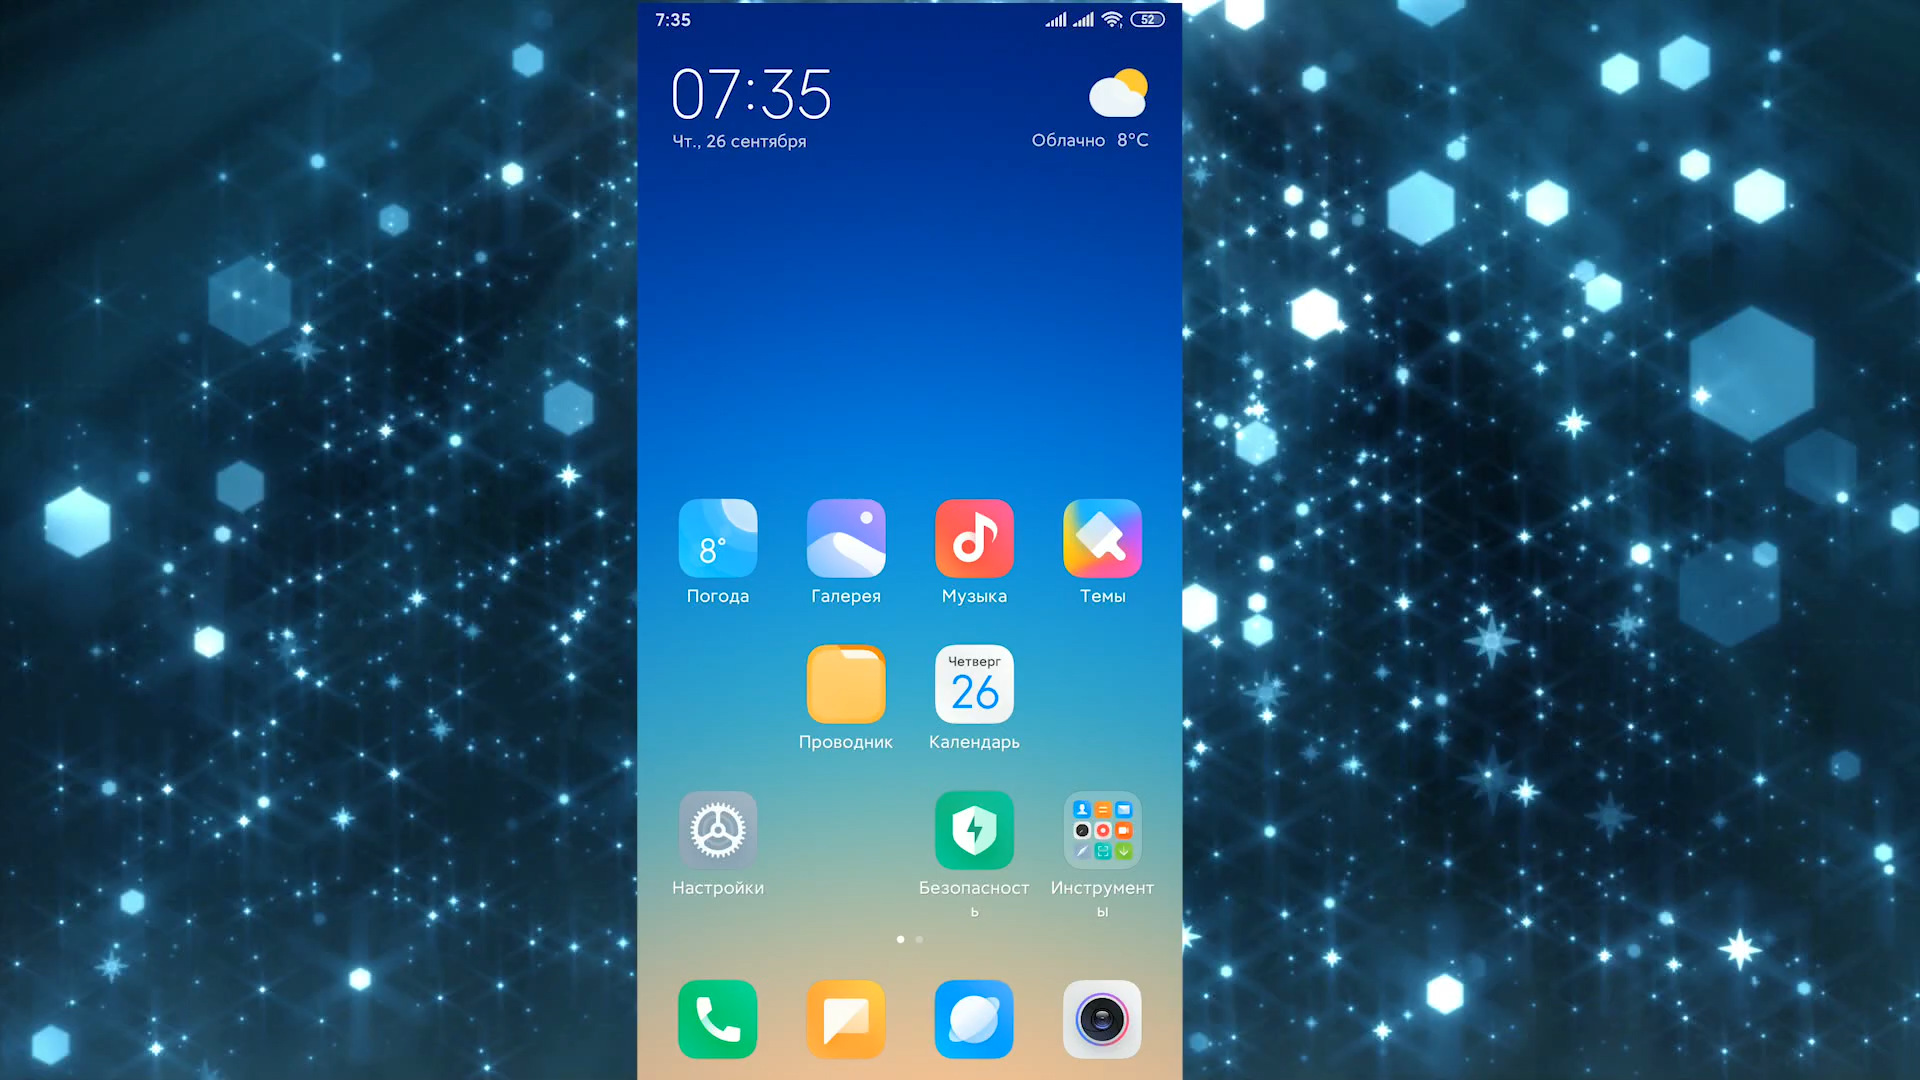 7:35
52
07:35
Чт., 26 сентября
Облачно 8°C
8°
Погода
Галерея
Музыка
Темы
Четверг
26
Проводник
Календарь
Настройки
Безопасност
ь
Инструмент
ы